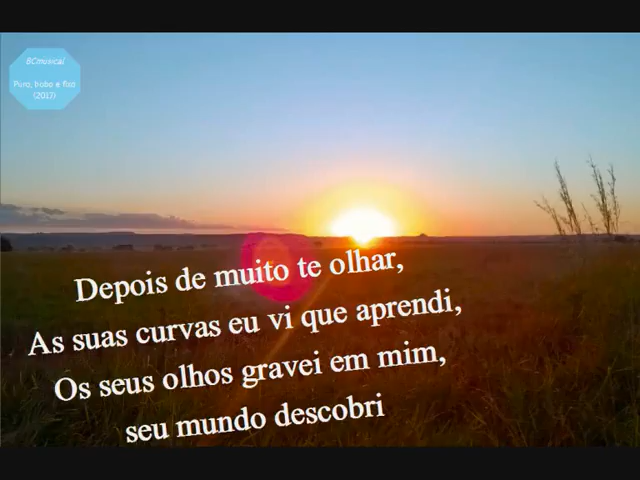 BCmusical
Puro, bobo e fixo
(2017)
Depois de muito te olhar,
As suas curvas eu vi que aprendi,
Os seus olhos gravei em mim,
seu mundo descobri